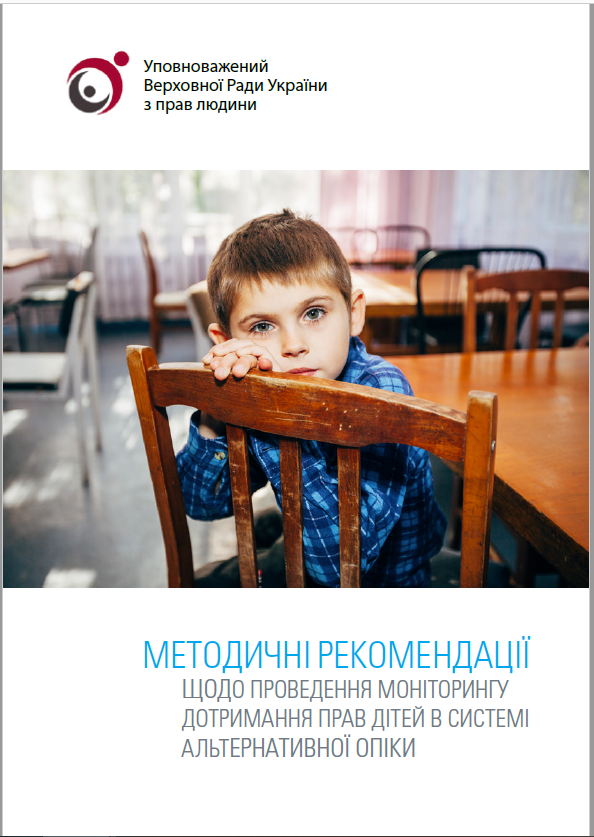 Уповноважений
Верховної Ради України
з прав людини
МЕТОДИЧНІ РЕКОМЕНДАЦІЇ
ЩОДО ПРОВЕДЕННЯ МОНІТОРИНГУ
ДОТРИМАННЯ ПРАВ ДІТЕЙ В СИСТЕМІ
АЛЬТЕРНАТИВНОЇ ОПІКИ